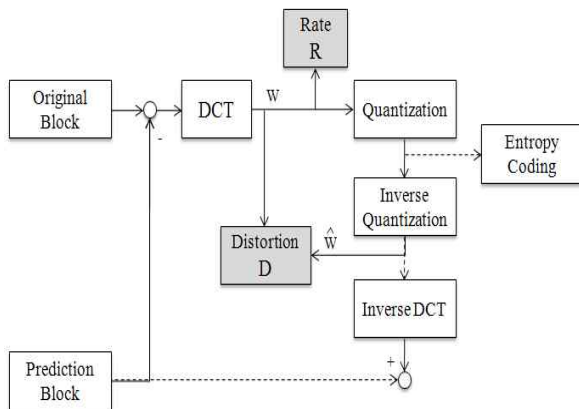 Rate
R
Original
Block
-
DCT
W
Quantization
Entropy
Coding
Inverse
Quantization
Distortion
D
Ŵ
Inverse DCT
Prediction
Block
+